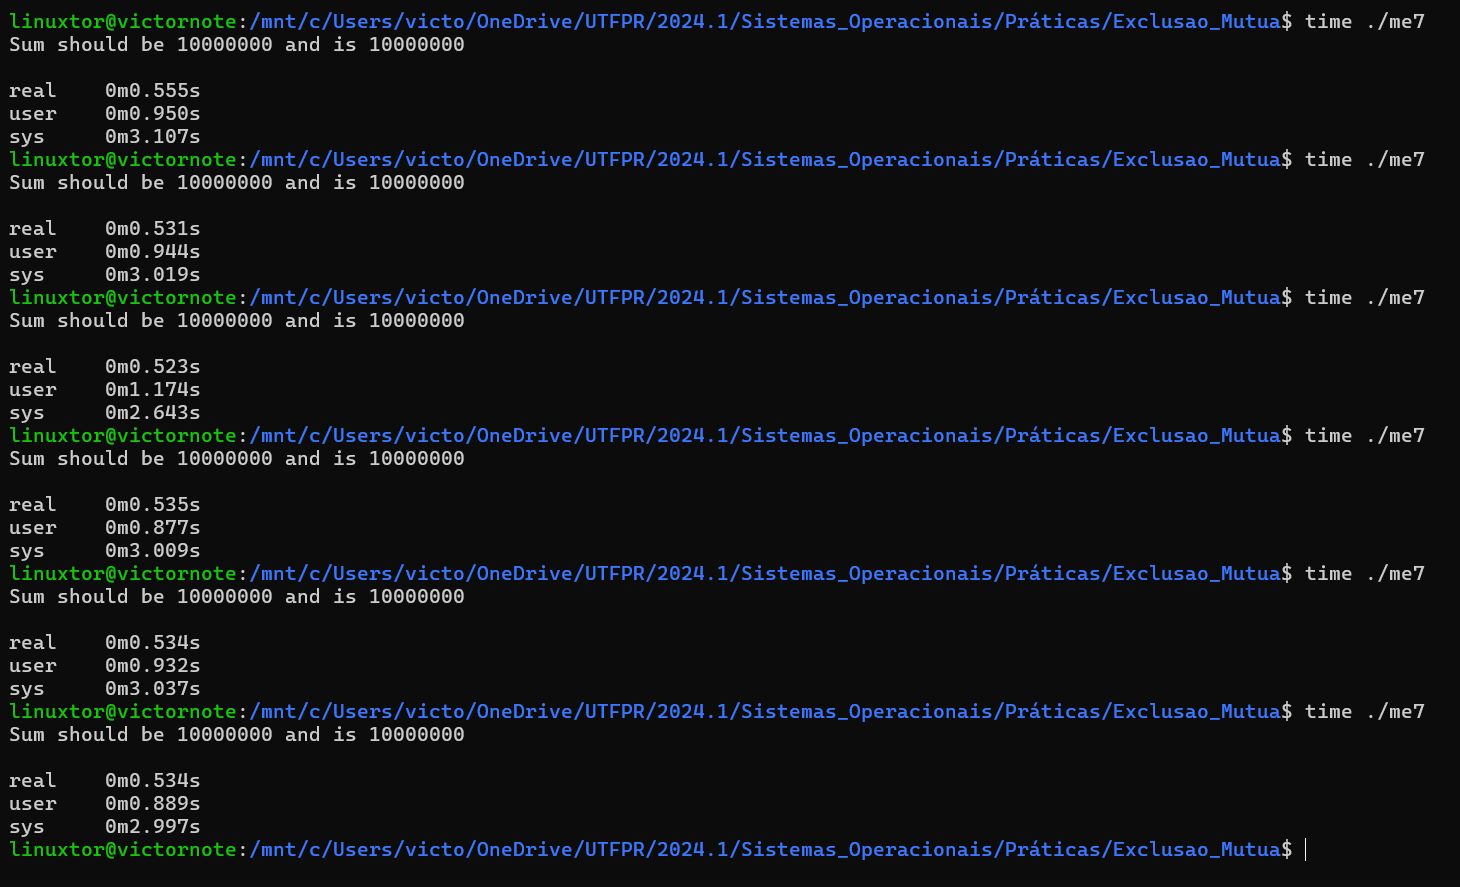 linuxtor@victornote:/mnt/c/Users/victo/OneDrive/UTFPR/2024.1/Sistemas_Operacionais/Práticas/Exclusao_Mutua$ time ./me7
Sum should be 10000000 and is 10000000
real    0m0.555s
user    0m0.950s
sys     0m3.107s
linuxtor@victornote:/mnt/c/Users/victo/OneDrive/UTFPR/2024.1/Sistemas_Operacionais/Práticas/Exclusao_Mutua$ time ./me7
Sum should be 10000000 and is 10000000
real    0m0.531s
user    0m0.944s
sys     0m3.019s
linuxtor@victornote:/mnt/c/Users/victo/OneDrive/UTFPR/2024.1/Sistemas_Operacionais/Práticas/Exclusao_Mutua$ time ./me7
Sum should be 10000000 and is 10000000
real    0m0.523s
user    0m1.174s
sys     0m2.643s
linuxtor@victornote:/mnt/c/Users/victo/OneDrive/UTFPR/2024.1/Sistemas_Operacionais/Práticas/Exclusao_Mutua$ time ./me7
Sum should be 10000000 and is 10000000
real    0m0.535s
user    0m0.877s
sys     0m3.009s
linuxtor@victornote:/mnt/c/Users/victo/OneDrive/UTFPR/2024.1/Sistemas_Operacionais/Práticas/Exclusao_Mutua$ time ./me7
Sum should be 10000000 and is 10000000
real    0m0.534s
user    0m0.932s
sys     0m3.037s
linuxtor@victornote:/mnt/c/Users/victo/OneDrive/UTFPR/2024.1/Sistemas_Operacionais/Práticas/Exclusao_Mutua$ time ./me7
Sum should be 10000000 and is 10000000
real    0m0.534s
user    0m0.889s
sys     0m2.997s
linuxtor@victornote:/mnt/c/Users/victo/OneDrive/UTFPR/2024.1/Sistemas_Operacionais/Práticas/Exclusao_Mutua$